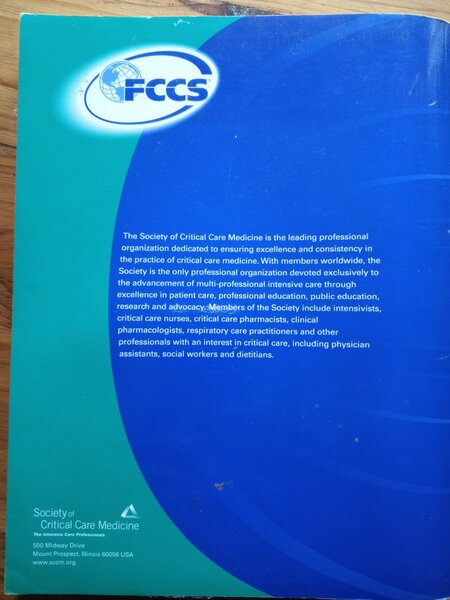 FCCS
The Society of Critical Care Medicine is the leading professional
organization dedicated to ensuring excellence and consistency in
the practice of critical care medicine. With members worldwide, the
Society is the only professional organization devoted exclusively to
the advancement of multi-professional intensive care through
excellence in patient care, professional education, public education,
research and advocacy. Members of the Society include intensivists,
critical care nurses, critical care pharmacists, clinical
pharmacologists, respiratory care practitioners and other
professionals with an interest in critical care, including physician
assistants, social workers and dietitians.
Society of
Critical Care Medicine
The Intensive Care Professionals
500 Midway Drive
Mount Prospect, Illinois 60056 USA
www.sccm.org